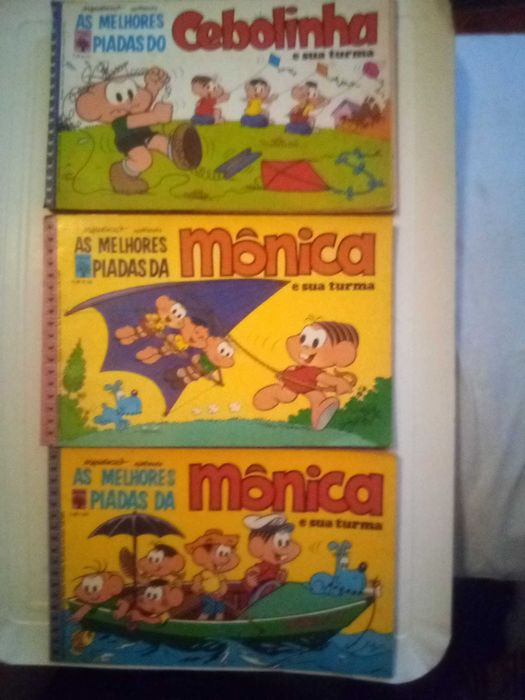 AS MELHORES
PIADAS DO Cebolinha
e sua turma
AS MELHORES
PIADAS DA mônica
e sua turma
AS MELHORES
PIADAS DA mônica
e sua turma